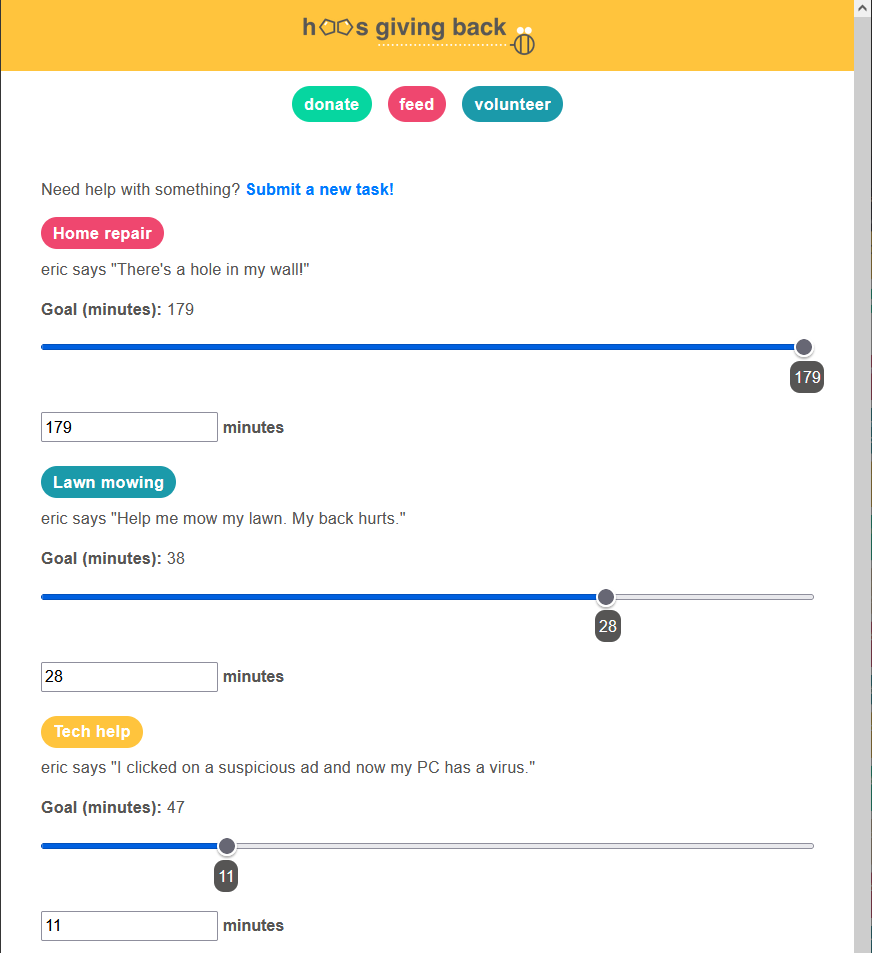 hoos giving back
donate feed volunteer
Need help with something? Submit a new task!
Home repair
eric says "There's a hole in my wall!"
Goal (minutes): 179
179
179 minutes
Lawn mowing
eric says "Help me mow my lawn. My back hurts."
Goal (minutes): 38
28
28 minutes
Tech help
eric says "I clicked on a suspicious ad and now my PC has a virus."
Goal (minutes): 47
11
11 minutes